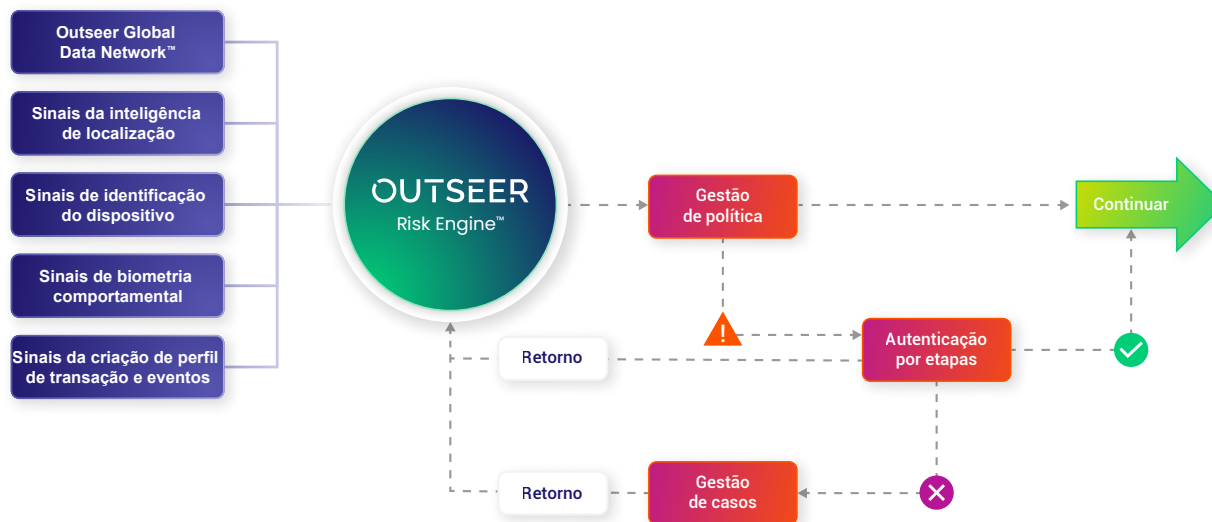 Outseer Global
Data Network™
Sinais da inteligência
de localização
Sinais de identificação
do dispositivo
Sinais de biometria
comportamental
Sinais da criação de perfil
de transação e eventos
OUTSEER
Risk Engine™
Gestão
de política
Continuar
Autenticação
por etapas
Retorno
Retorno
Gestão
de casos